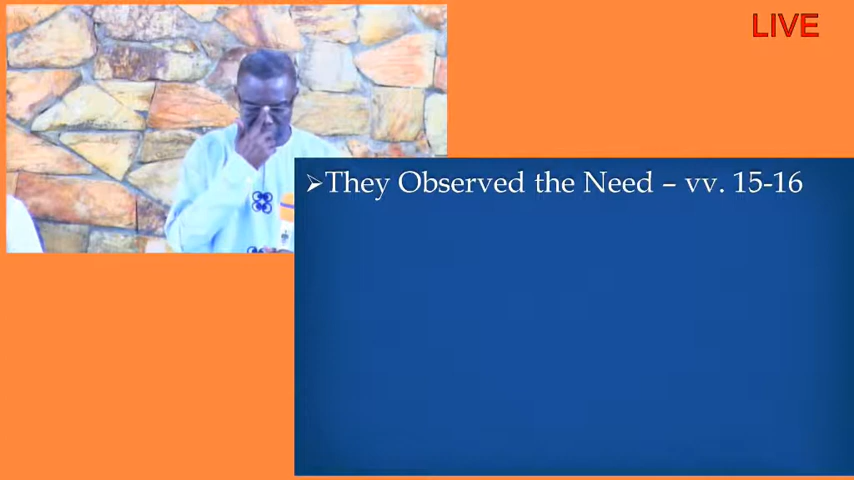 LIVE
➢They Observed the Need – vv. 15-16